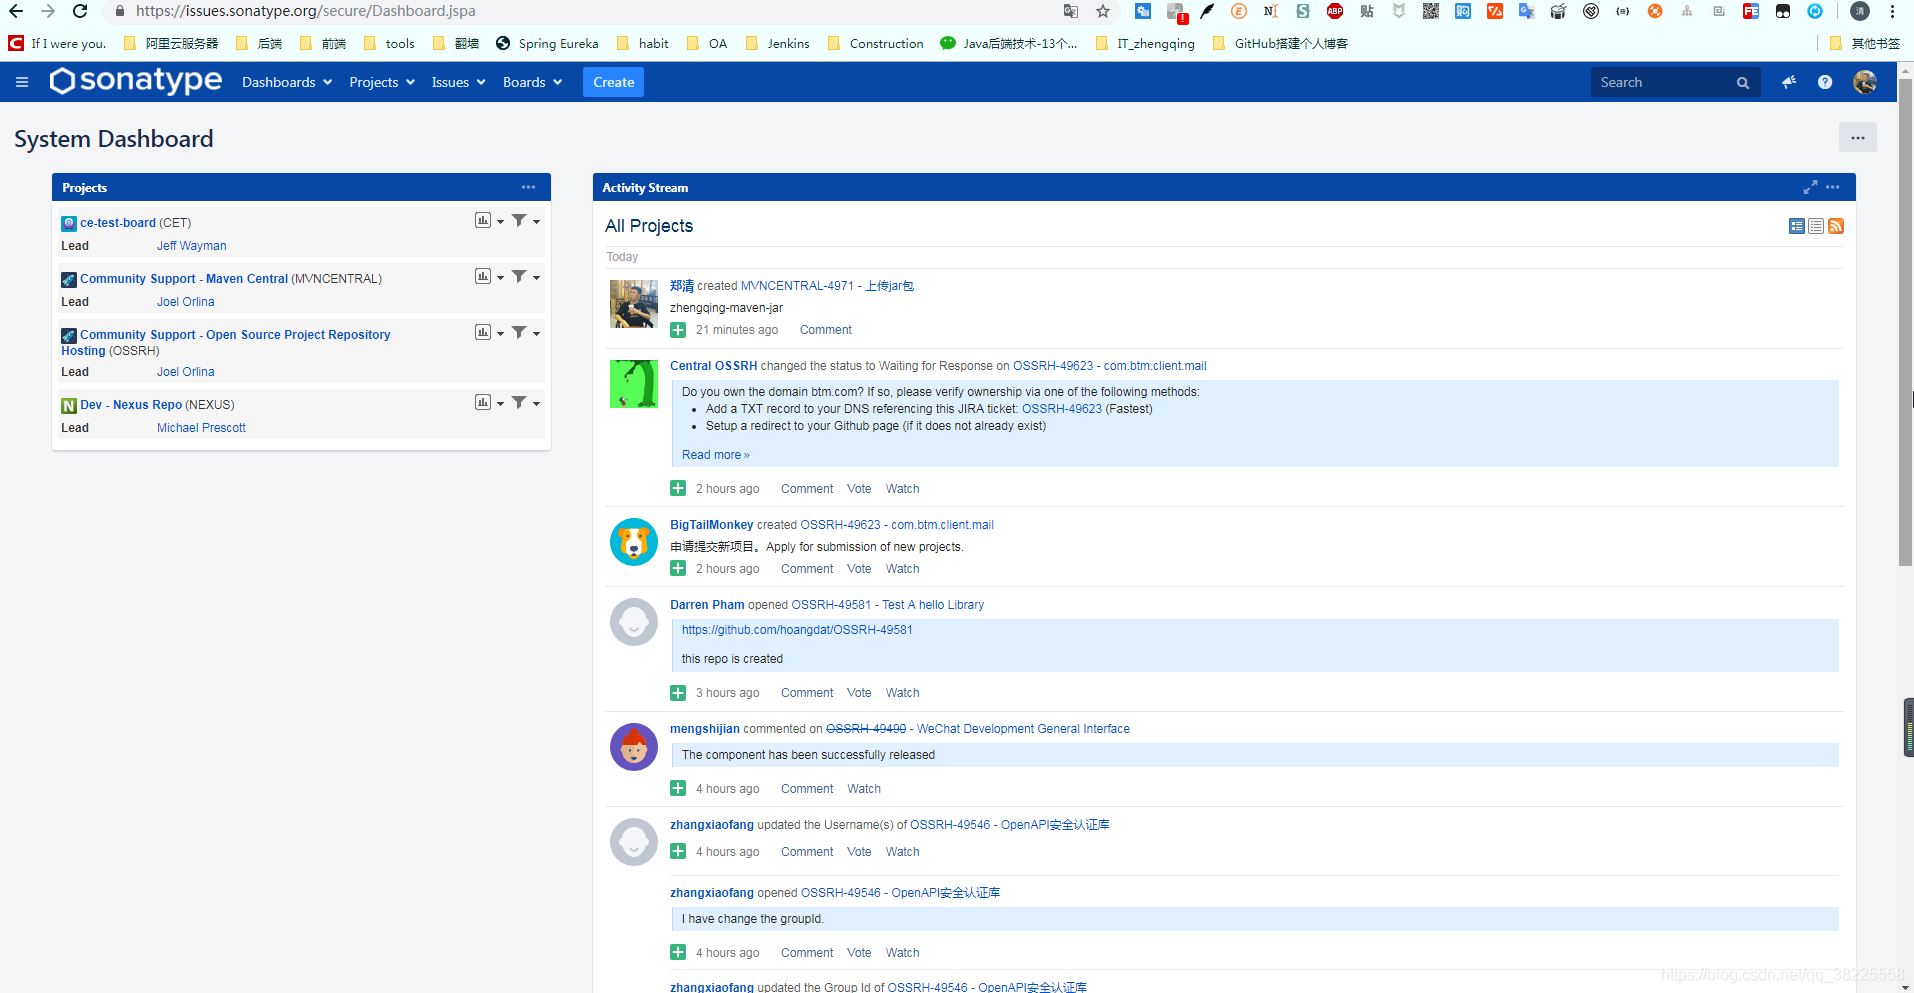 https://issues.sonatype.org/secure/Dashboard.jspa
If I were you.
阿里云服务器
后端
前端
tools
翻墙
Spring Eureka
habit
OA
Jenkins
Construction
Java后端技术-13个...
IT_zhengqing
GitHub搭建个人博客
其他书签
sonatype
Dashboards
Projects
Issues
Boards
Create
Search
System Dashboard
Projects
ce-test-board (CET)
Lead Jeff Wayman
Community Support - Maven Central (MVNCENTRAL)
Lead Joel Orlina
Community Support - Open Source Project Repository
Hosting (OSSRH)
Lead Joel Orlina
Dev - Nexus Repo (NEXUS)
Lead Michael Prescott
Activity Stream
All Projects
Today
郑清 created MVNCENTRAL-4971 - 上传jar包
zhengqing-maven-jar
21 minutes ago Comment
Central OSSRH changed the status to Waiting for Response on OSSRH-49623 - com.btm.client.mail
Do you own the domain btm.com? If so, please verify ownership via one of the following methods:
• Add a TXT record to your DNS referencing this JIRA ticket: OSSRH-49623 (Fastest)
• Setup a redirect to your Github page (if it does not already exist)
Read more »
2 hours ago Comment Vote Watch
BigTailMonkey created OSSRH-49623 - com.btm.client.mail
申请提交新项目。Apply for submission of new projects.
2 hours ago Comment Vote Watch
Darren Pham opened OSSRH-49581 - Test A hello Library
https://github.com/hoangdat/OSSRH-49581
this repo is created
3 hours ago Comment Vote Watch
mengshijian commented on OSSRH-49490 - WeChat Development General Interface
The component has been successfully released
4 hours ago Comment Watch
zhangxiaofang updated the Username(s) of OSSRH-49546 - OpenAPI安全认证库
4 hours ago Comment Vote Watch
zhangxiaofang opened OSSRH-49546 - OpenAPI安全认证库
I have change the groupId.
4 hours ago Comment Vote Watch
zhangxiaofang updated the Group Id of OSSRH-49546 - OpenAPI安全认证库
https://blog.csdn.net/qq_38225558